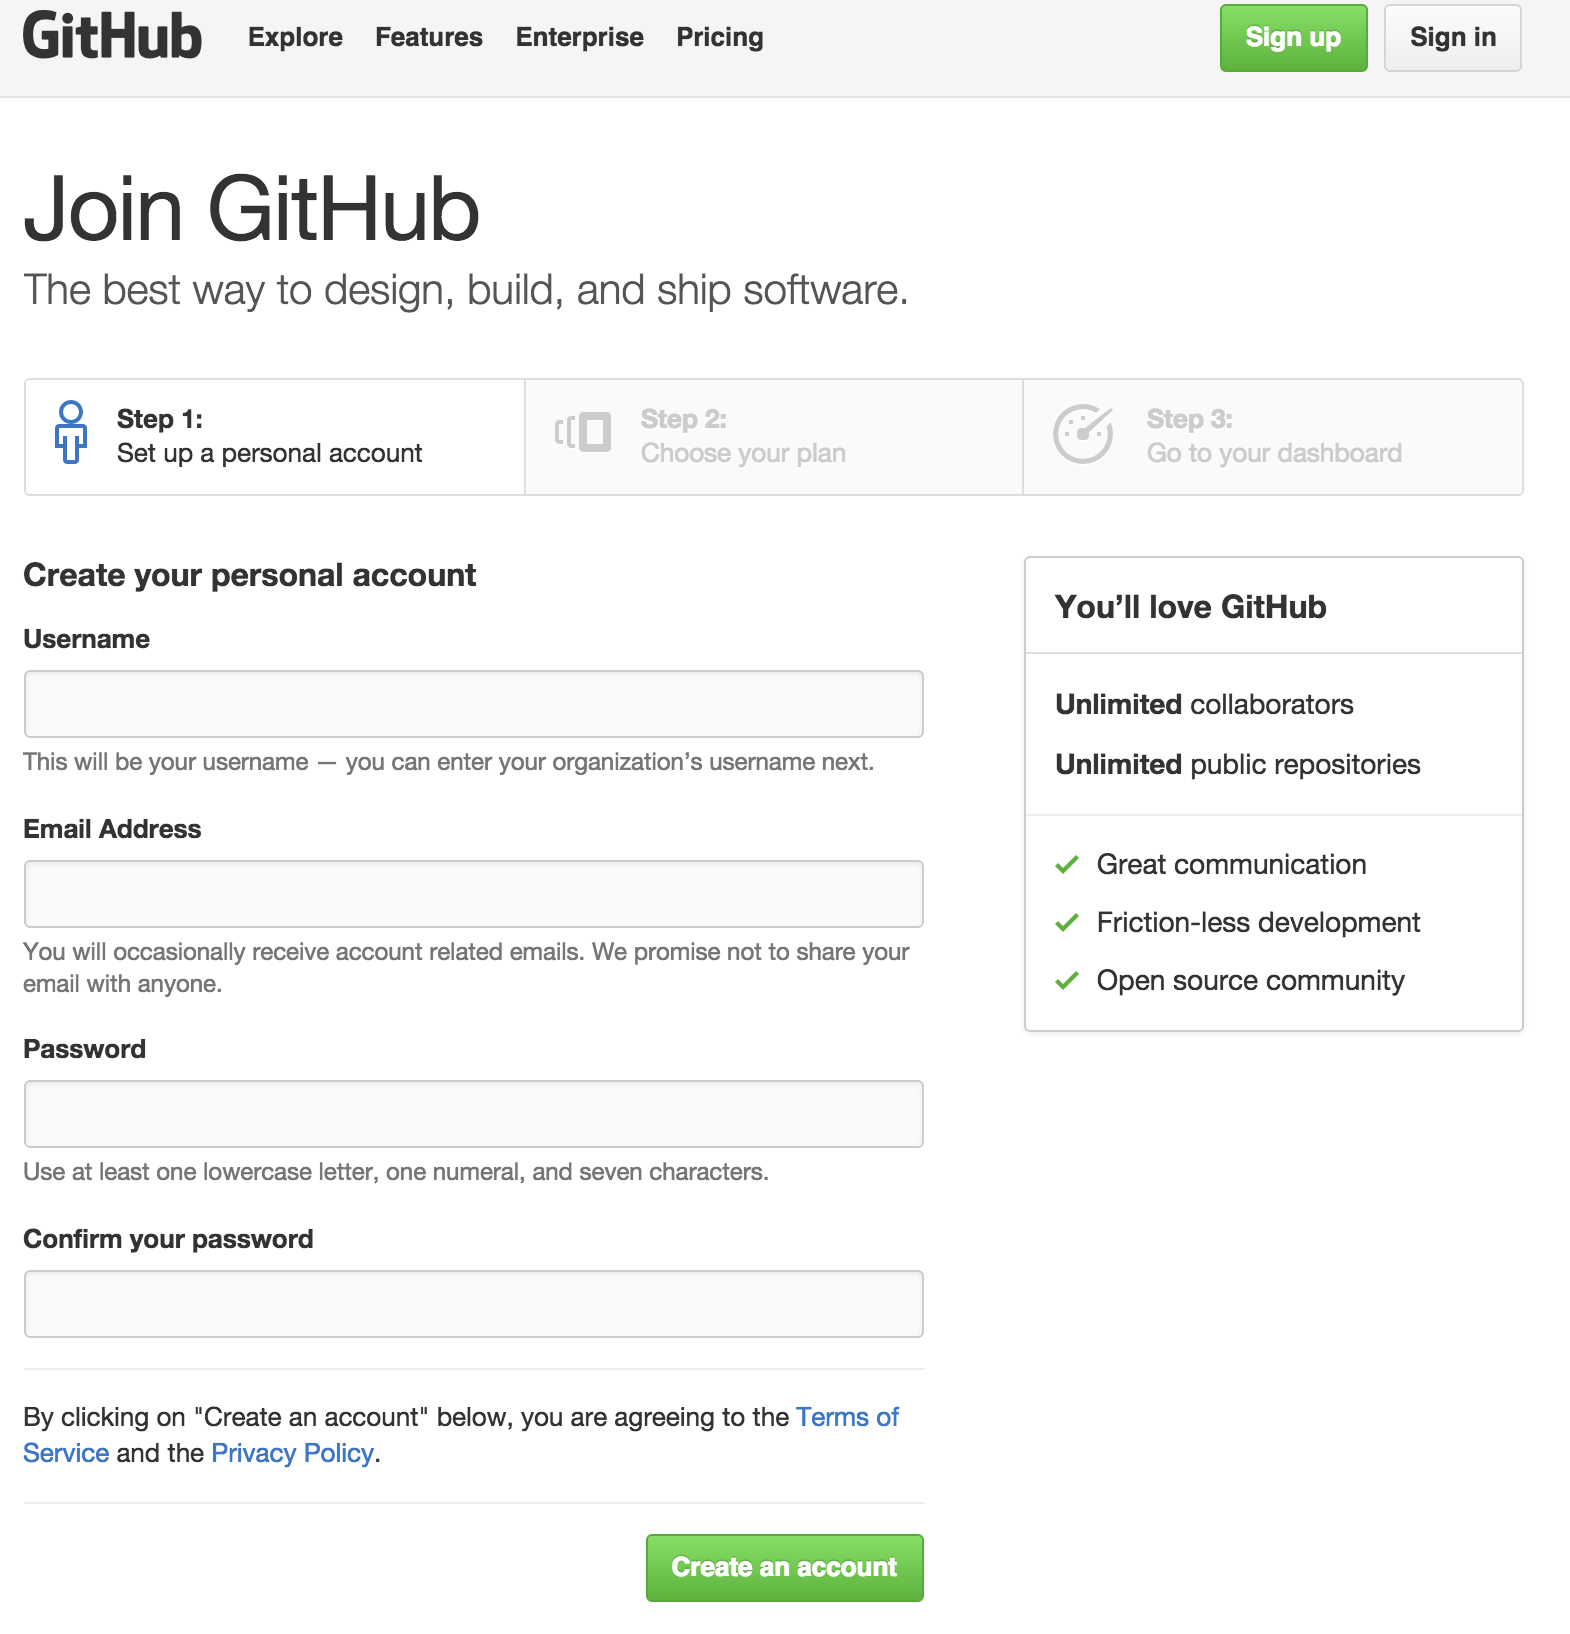 GitHub Explore Features Enterprise Pricing Sign up Sign in
Join GitHub
The best way to design, build, and ship software.
Step 1:
Set up a personal account
Step 2:
Choose your plan
Step 3:
Go to your dashboard
Create your personal account
Username
This will be your username — you can enter your organization’s username next.
Email Address
You will occasionally receive account related emails. We promise not to share your
email with anyone.
Password
Use at least one lowercase letter, one numeral, and seven characters.
Confirm your password
By clicking on "Create an account" below, you are agreeing to the Terms of
Service and the Privacy Policy.
Create an account
You’ll love GitHub
Unlimited collaborators
Unlimited public repositories
Great communication
Friction-less development
Open source community